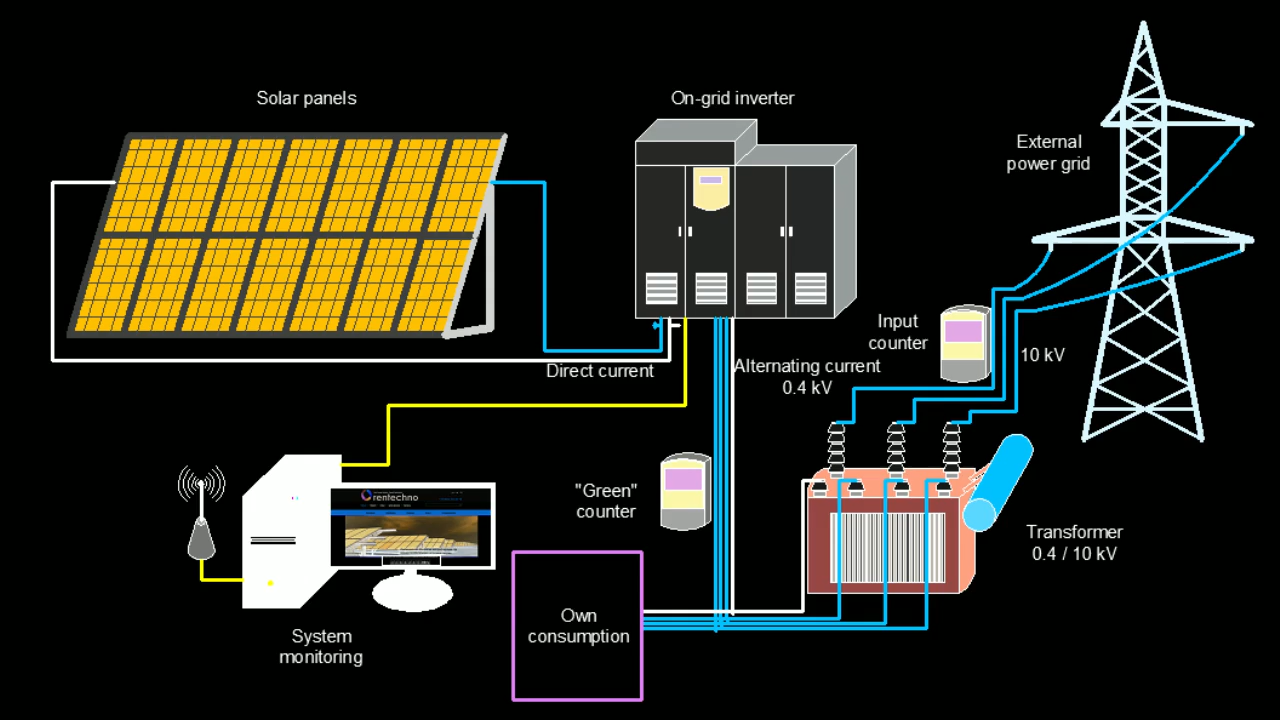 Solar panels
On-grid inverter
External
power grid
Input
counter
10 kV
Direct current
Alternating current
0.4 kV
"Green"
counter
rentechno
Transformer
0.4 / 10 kV
Own
consumption
System
monitoring